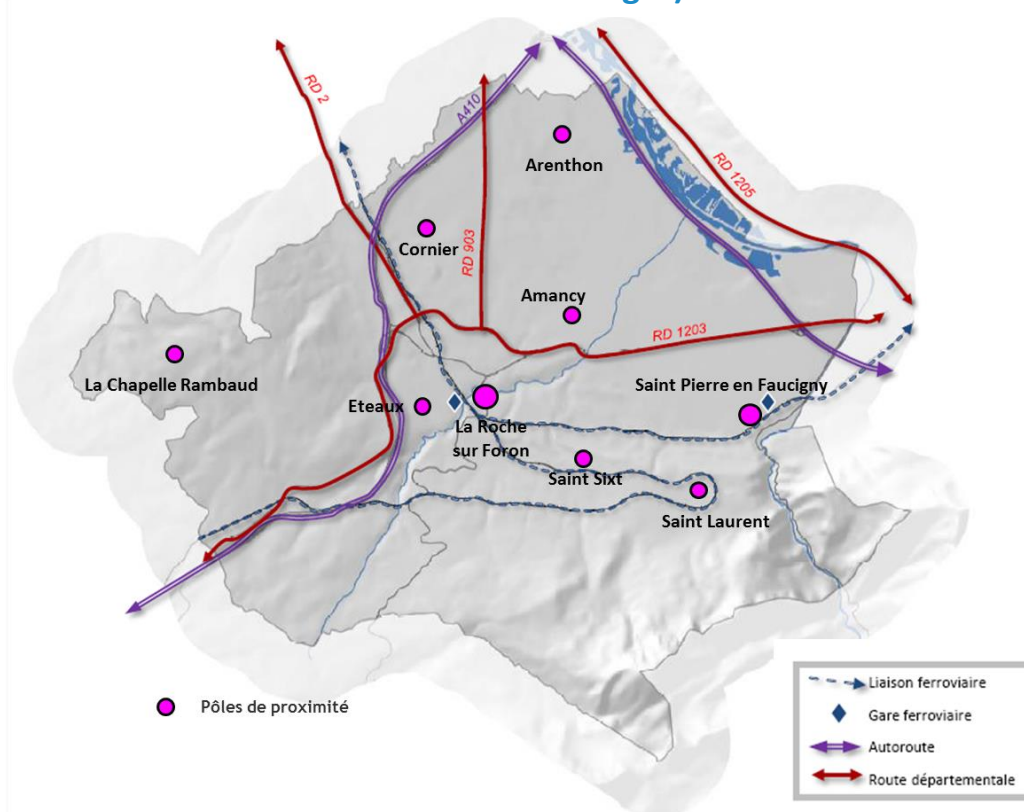 RD 2
A410
Arenthon
RD 1205
Cornier
RD 903
Amancy
RD 1203
La Chapelle Rambaud
Saint Pierre en Faucigny
Eteaux
La Roche
sur Foron
Saint Sixt
Saint Laurent
Pôles de proximité
Liaison ferroviaire
Gare ferroviaire
Autoroute
Route départementale